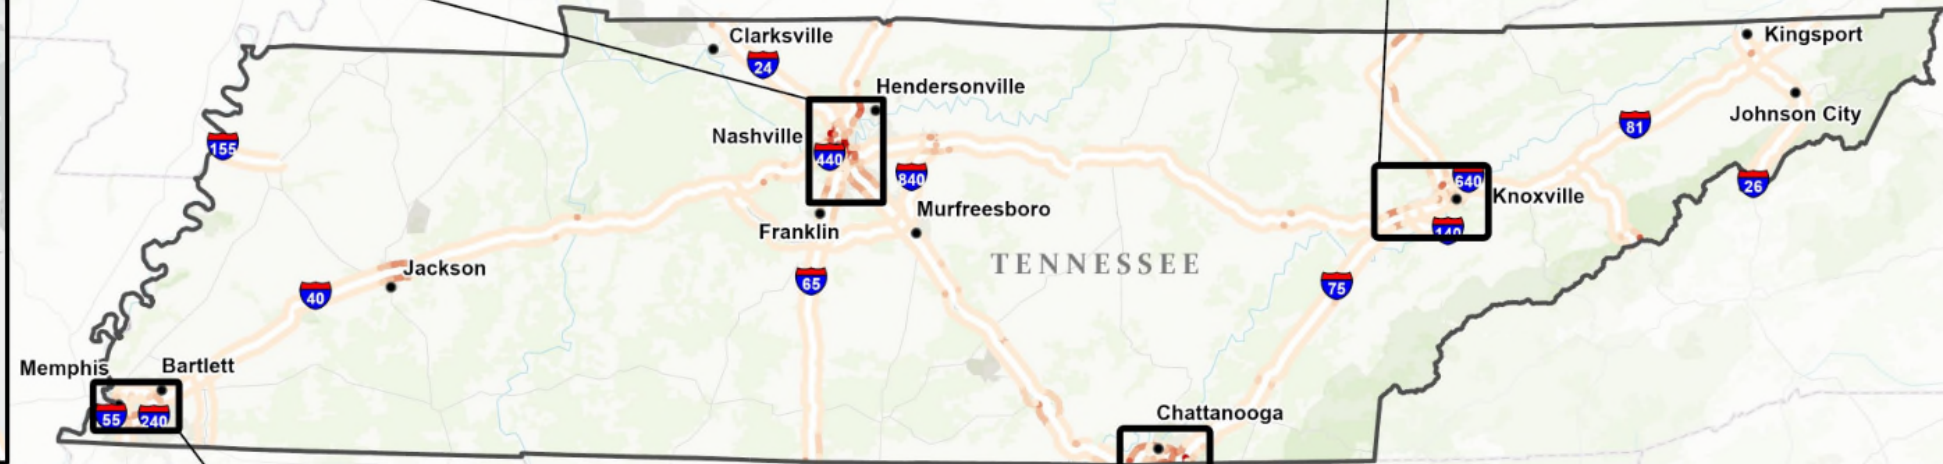 Clarksville
24
Kingsport
Hendersonville
Johnson City
81
Nashville
155
440
840
640
26
Knoxville
Murfreesboro
Franklin
140
TENNESSEE
Jackson
65
75
40
Memphis
Bartlett
55
240
Chattanooga